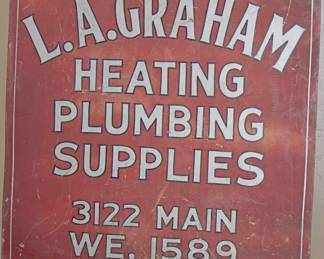 L.A.GRAHAM
HEATING
PLUMBING
SUPPLIES
3122 MAIN
WE. 1589